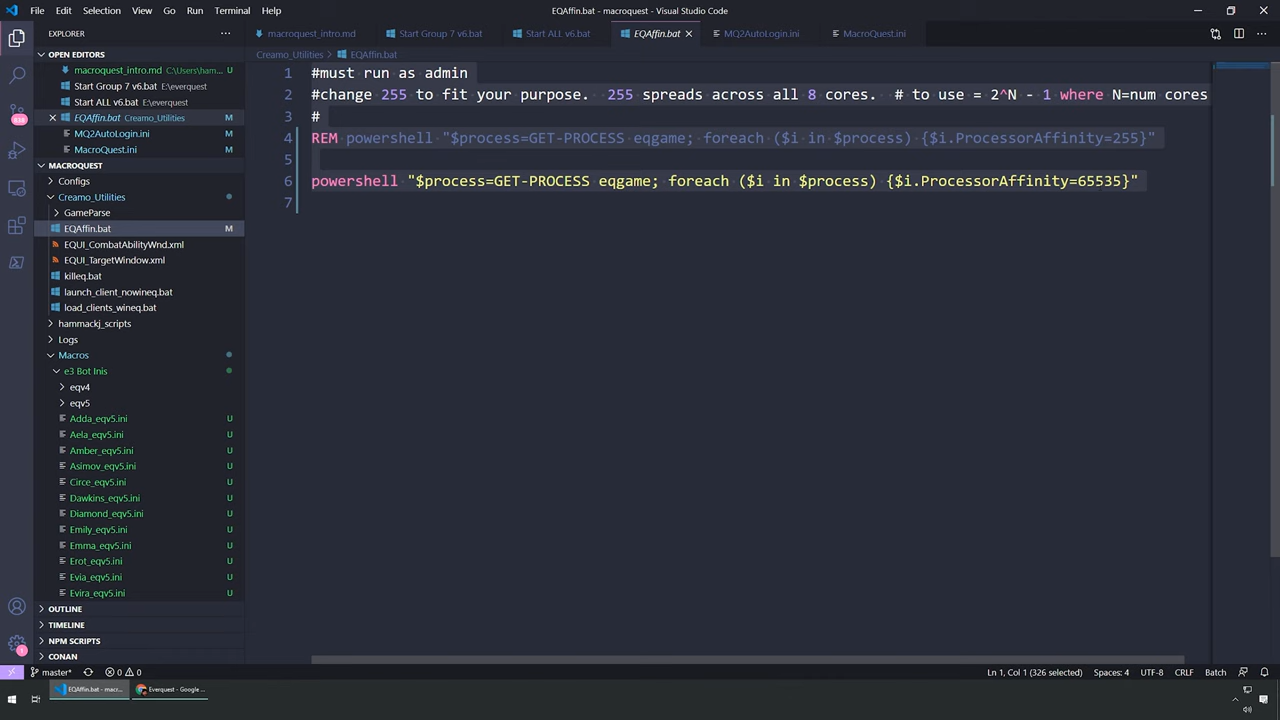 File Edit Selection View Go Run Terminal Help
EQAffin.bat - macroquest - Visual Studio Code
EXPLORER
macroquest_intro.md
Start Group 7 v6.bat
Start ALL v6.bat
EQAffin.bat
MQ2AutoLogin.ini
MacroQuest.ini
OPEN EDITORS
macroquest_intro.md C:\Users\ham... U
Start Group 7 v6.bat E:\everquest
Start ALL v6.bat E:\everquest
EQAffin.bat Creamo_Utilities M
MQ2AutoLogin.ini
MacroQuest.ini
MACROQUEST
Configs
Creamo_Utilities
GameParse
EQAffin.bat M
EQUI_CombatAbilityWnd.xml
EQUI_TargetWindow.xml
killeq.bat
launch_client_nowineq.bat
load_clients_wineq.bat
hammackj_scripts
Logs
Macros
e3 Bot Inis
eqv4
eqv5
Adda_eqv5.ini U
Aela_eqv5.ini U
Amber_eqv5.ini U
Asimov_eqv5.ini U
Circe_eqv5.ini U
Dawkins_eqv5.ini U
Diamond_eqv5.ini U
Emily_eqv5.ini U
Emma_eqv5.ini U
Erot_eqv5.ini U
Evia_eqv5.ini U
Evira_eqv5.ini U
OUTLINE
TIMELINE
NPM SCRIPTS
CONAN
Creamo_Utilities > EQAffin.bat
1 #must run as admin
2 #change 255 to fit your purpose. 255 spreads across all 8 cores. # to use = 2^N - 1 where N=num cores
3 #
4 REM powershell "$process=GET-PROCESS eqgame; foreach ($i in $process) {$i.ProcessorAffinity=255}"
5
6 powershell "$process=GET-PROCESS eqgame; foreach ($i in $process) {$i.ProcessorAffinity=65535}"
7
master* 0 0
Ln 1, Col 1 (326 selected) Spaces: 4 UTF-8 CRLF Batch
EQAffin.bat - macr...
Everquest - Google ...